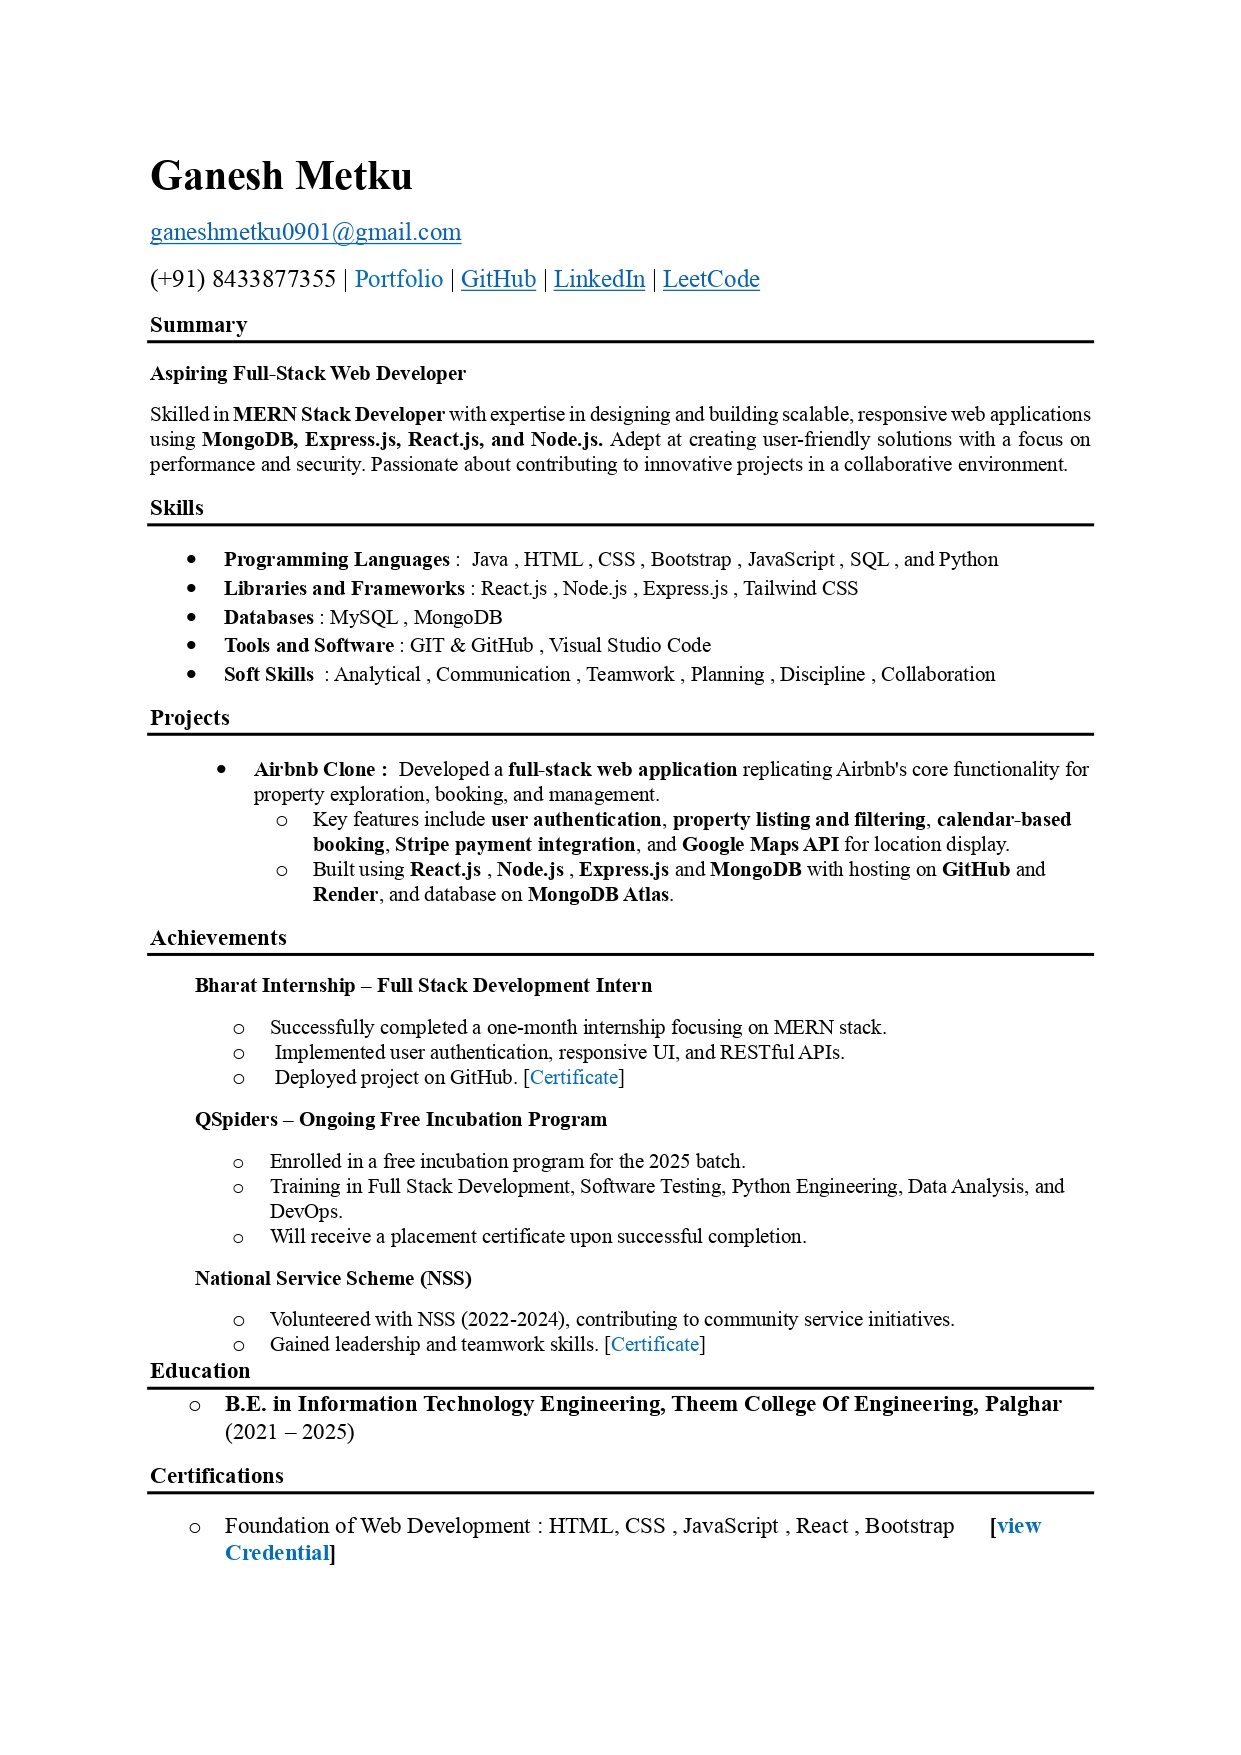 Ganesh Metku
ganeshmetku0901@gmail.com
(+91) 8433877355 | Portfolio | GitHub | LinkedIn | LeetCode
Summary
Aspiring Full-Stack Web Developer
Skilled in MERN Stack Developer with expertise in designing and building scalable, responsive web applications
using MongoDB, Express.js, React.js, and Node.js. Adept at creating user-friendly solutions with a focus on
performance and security. Passionate about contributing to innovative projects in a collaborative environment.
Skills
• Programming Languages : Java , HTML , CSS , Bootstrap , JavaScript , SQL , and Python
• Libraries and Frameworks : React.js , Node.js , Express.js , Tailwind CSS
• Databases : MySQL , MongoDB
• Tools and Software : GIT & GitHub , Visual Studio Code
• Soft Skills : Analytical , Communication , Teamwork , Planning , Discipline , Collaboration
Projects
• Airbnb Clone : Developed a full-stack web application replicating Airbnb's core functionality for
property exploration, booking, and management.
o Key features include user authentication, property listing and filtering, calendar-based
booking, Stripe payment integration, and Google Maps API for location display.
o Built using React.js , Node.js , Express.js and MongoDB with hosting on GitHub and
Render, and database on MongoDB Atlas.
Achievements
Bharat Internship – Full Stack Development Intern
o Successfully completed a one-month internship focusing on MERN stack.
o Implemented user authentication, responsive UI, and RESTful APIs.
o Deployed project on GitHub. [Certificate]
QSpiders – Ongoing Free Incubation Program
o Enrolled in a free incubation program for the 2025 batch.
o Training in Full Stack Development, Software Testing, Python Engineering, Data Analysis, and
DevOps.
o Will receive a placement certificate upon successful completion.
National Service Scheme (NSS)
o Volunteered with NSS (2022-2024), contributing to community service initiatives.
o Gained leadership and teamwork skills. [Certificate]
Education
o B.E. in Information Technology Engineering, Theem College Of Engineering, Palghar
(2021 – 2025)
Certifications
o Foundation of Web Development : HTML, CSS , JavaScript , React , Bootstrap [view
Credential]